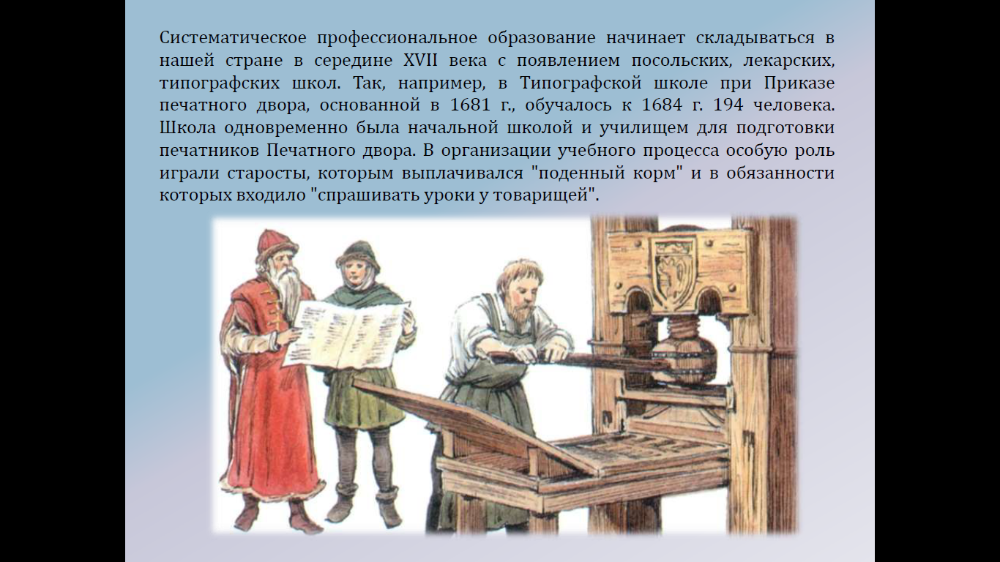 Систематическое профессиональное образование начинает складываться в
нашей стране в середине XVII века с появлением посольских, лекарских,
типографских школ. Так, например, в Типографской школе при Приказе
печатного двора, основанной в 1681 г., обучалось к 1684 г. 194 человека.
Школа одновременно была начальной школой и училищем для подготовки
печатников Печатного двора. В организации учебного процесса особую роль
играли старосты, которым выплачивался "поденный корм" и в обязанности
которых входило "спрашивать уроки у товарищей".